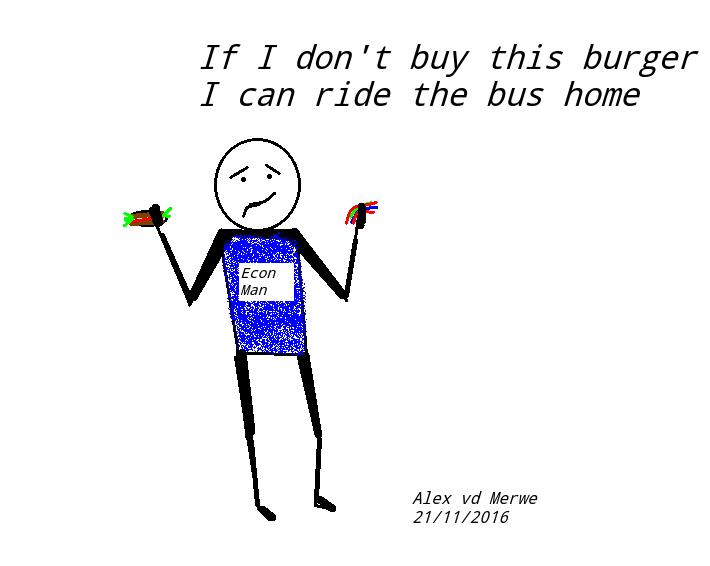 If I don't buy this burger
I can ride the bus home
Econ
Man
Alex vd Merwe
21/11/2016